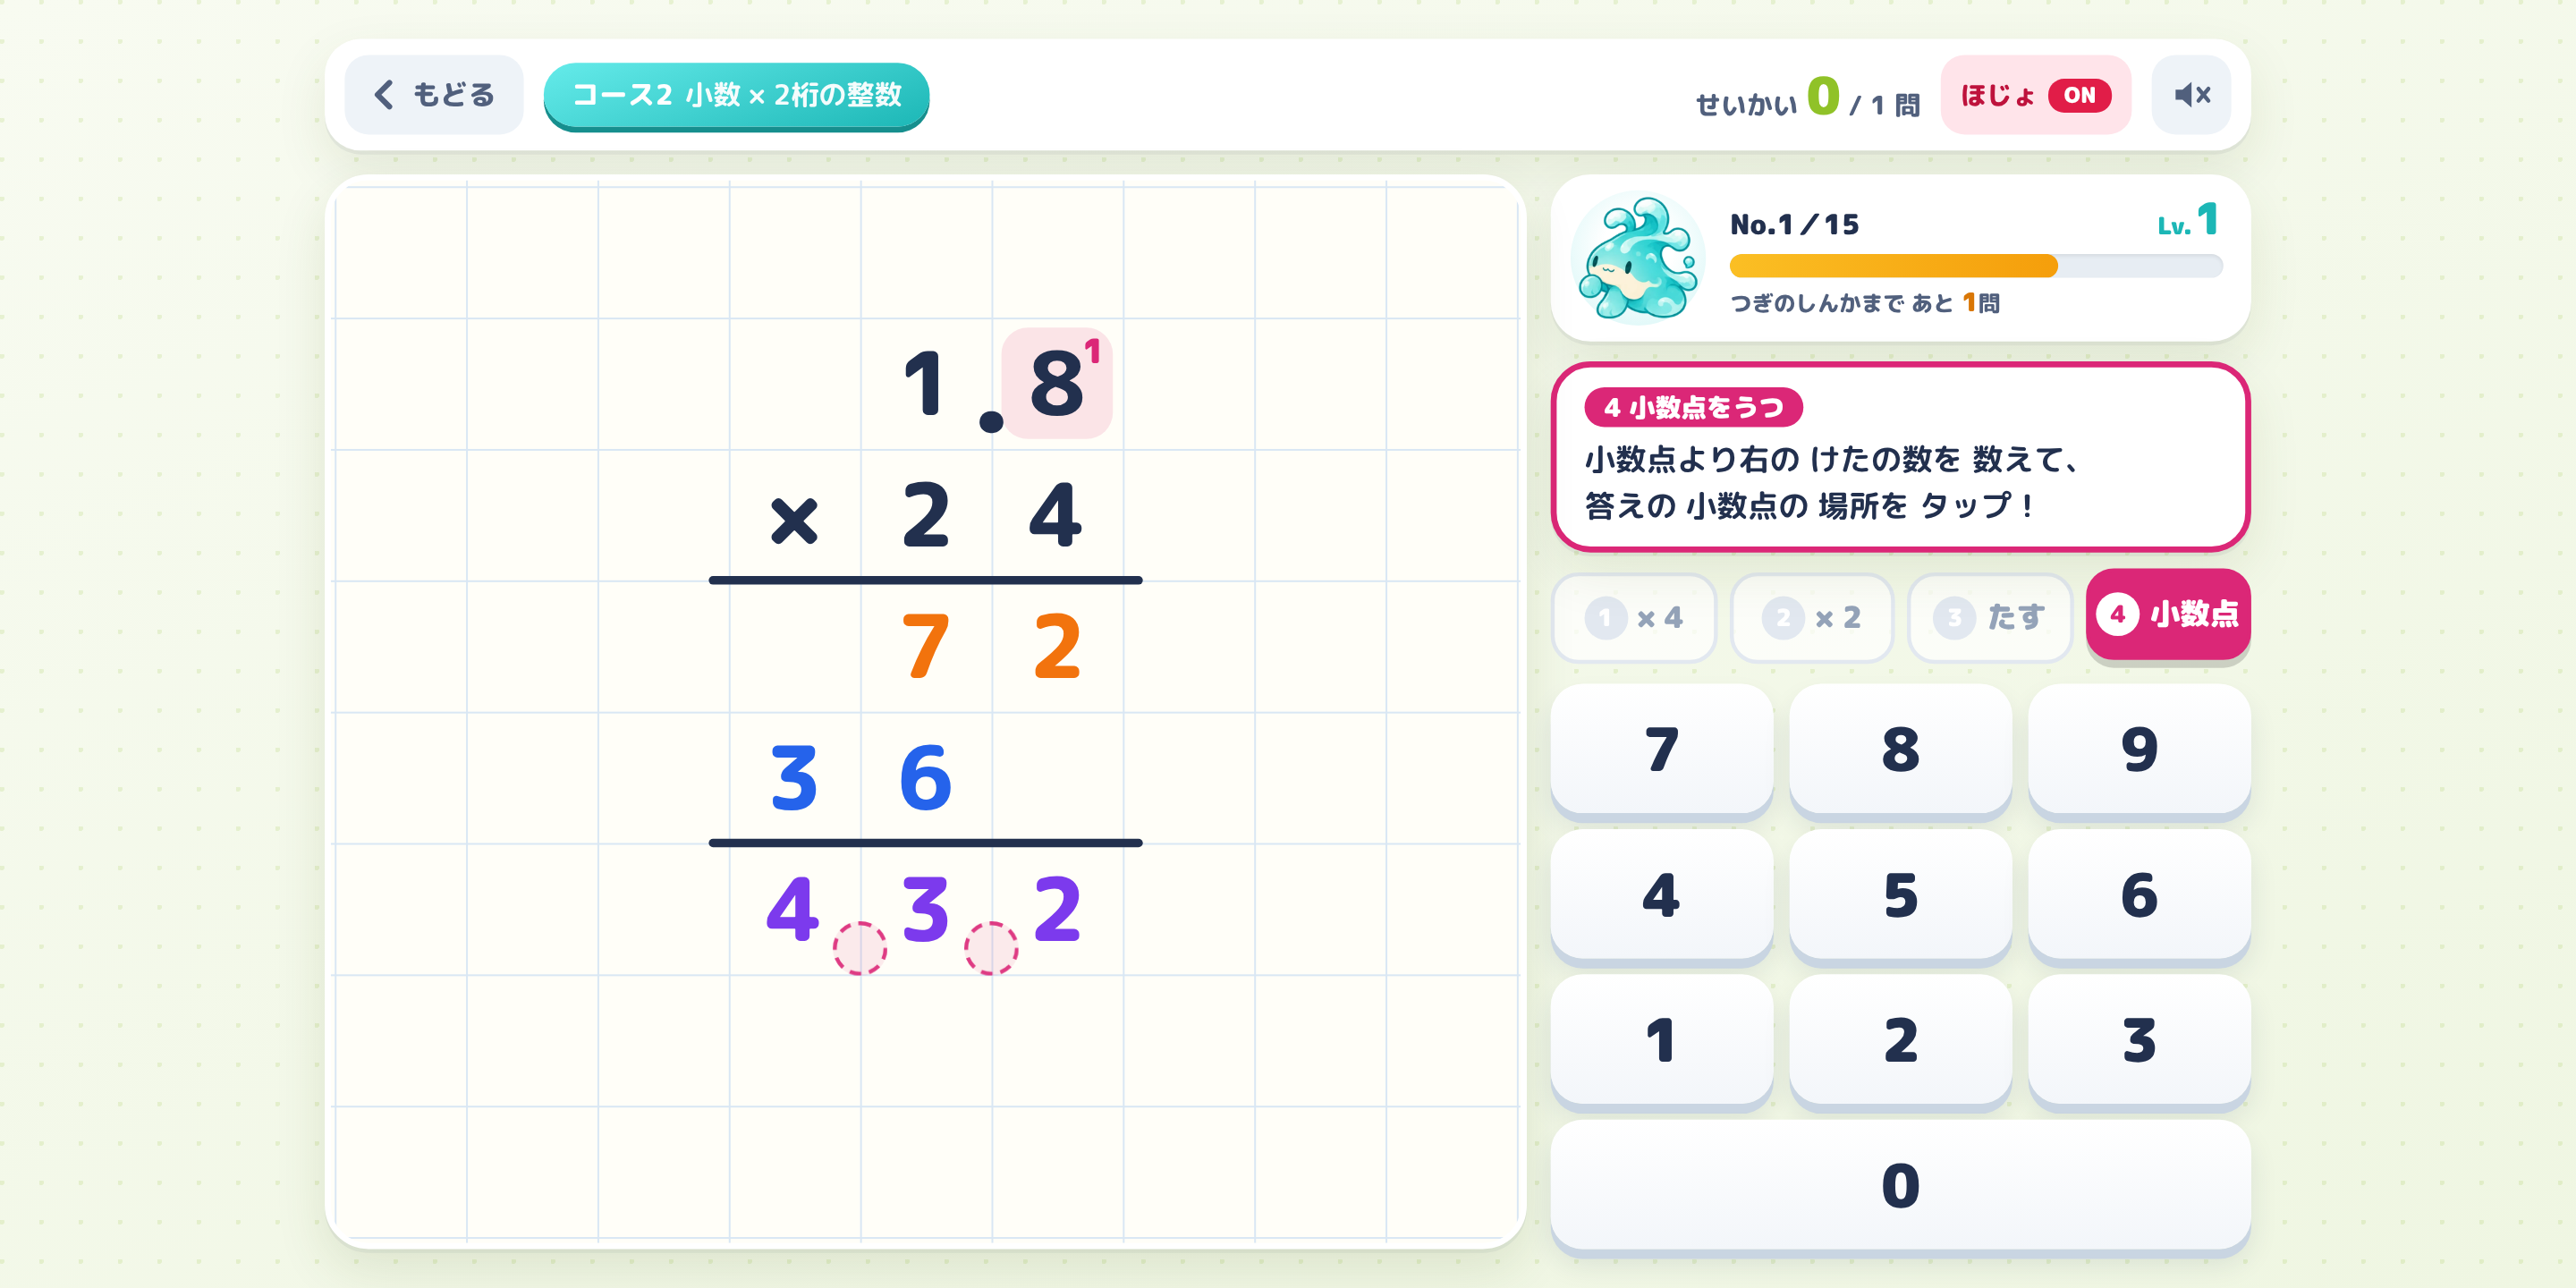 もどる
コース2 小数 × 2桁の整数
せいかい 0 / 1 問
ほじょ ON
1.8 1
× 2 4
7 2
3 6
4 3 2
No.1/15
Lv.1
つぎのしんかまで あと 1問
4 小数点をうつ
小数点より右の けたの数を 数えて、
答えの 小数点の 場所を タップ！
1 × 4
2 × 2
3 たす
4 小数点
7 8 9
4 5 6
1 2 3
0